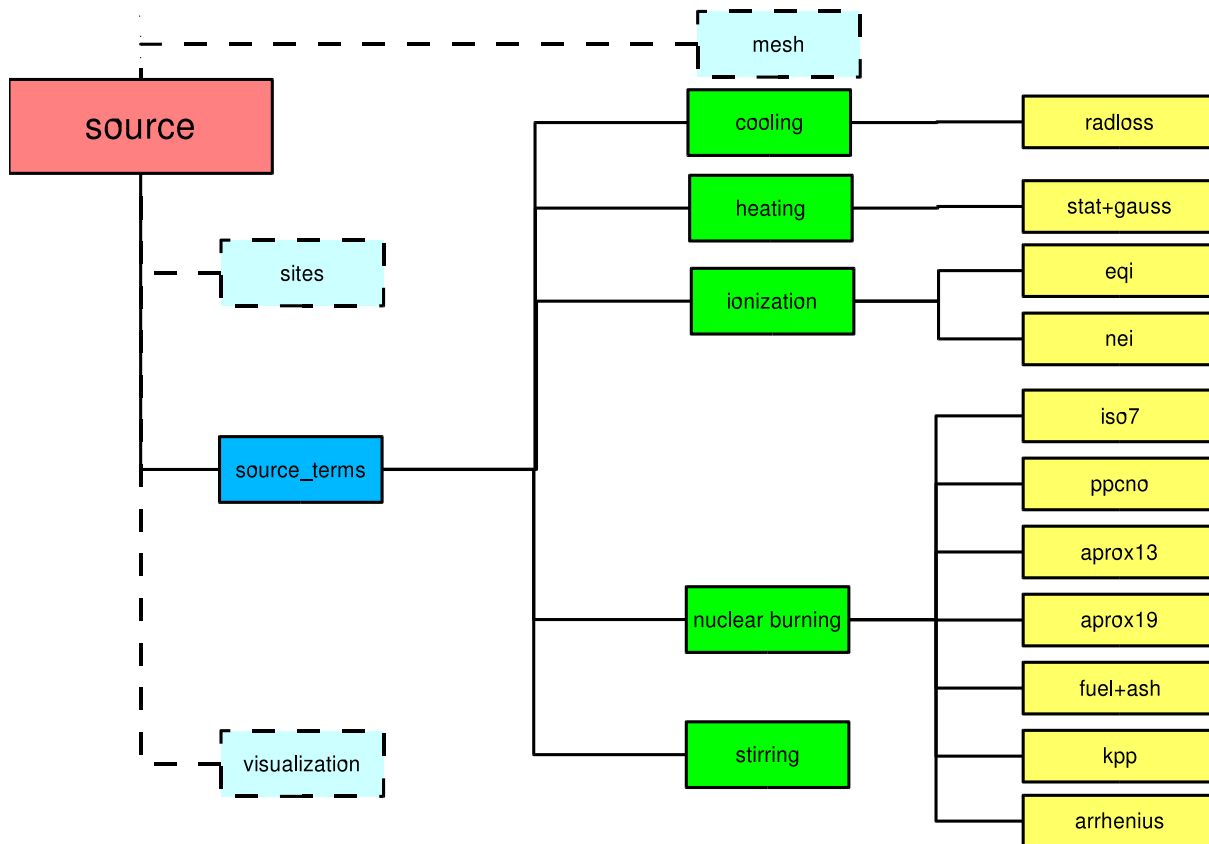 mesh
source
cooling
radloss
heating
stat+gauss
sites
ionization
eqi
nei
iso7
source_terms
ppcno
aprox13
nuclear burning
aprox19
fuel+ash
stirring
kpp
visualization
arrhenius